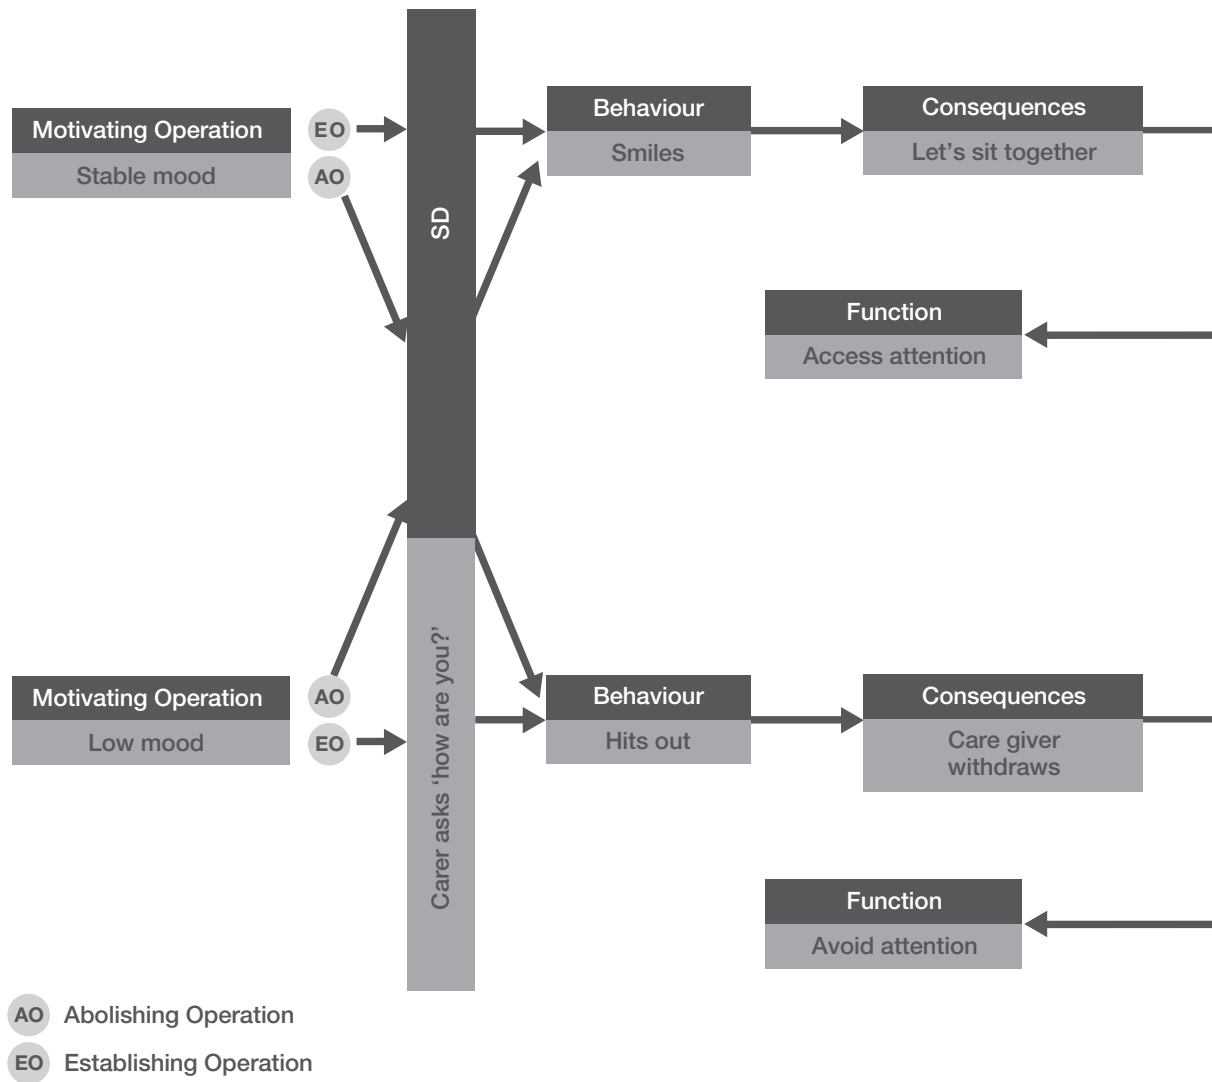 Motivating Operation
Stable mood
EO
AO
SD
Behaviour
Smiles
Consequences
Let's sit together
Function
Access attention
Motivating Operation
Low mood
AO
EO
Carer asks 'how are you?'
Behaviour
Hits out
Consequences
Care giver
withdraws
Function
Avoid attention
AO Abolishing Operation
EO Establishing Operation